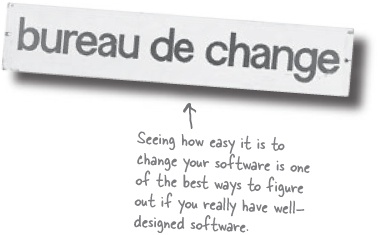 bureau de change
Seeing how easy it is to
change your software is one
of the best ways to figure
out if you really have well-
designed software.